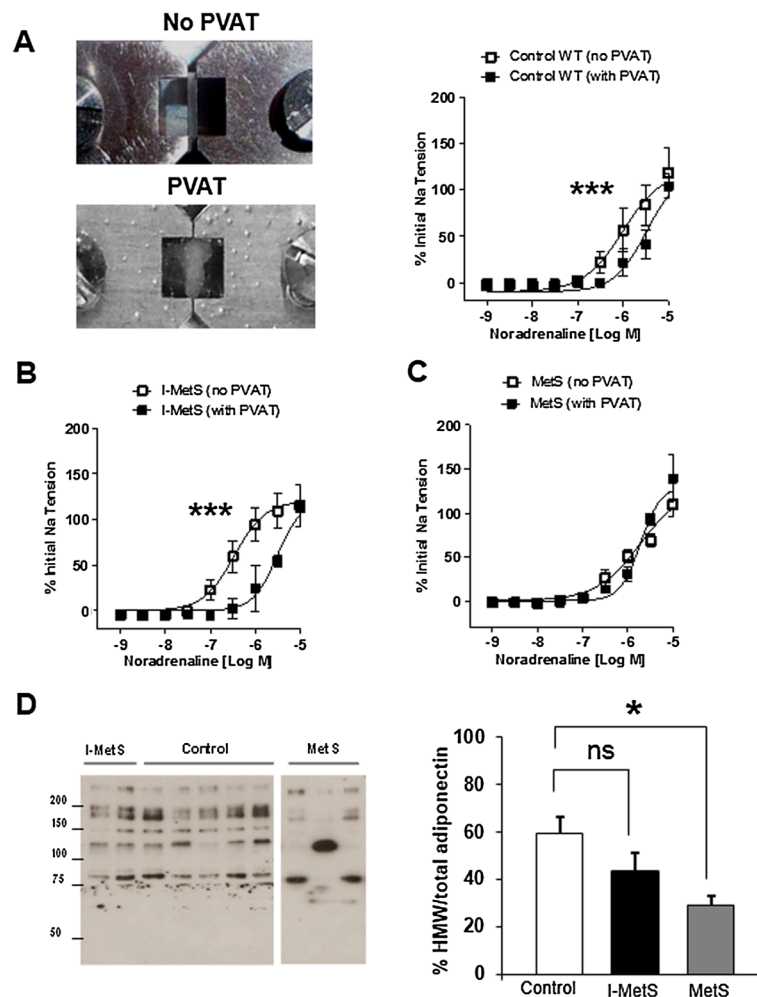 A
No PVAT
PVAT
Control WT (no PVAT)
Control WT (with PVAT)
200
150
100
50
0
% Initial Na Tension
***
-9 -8 -7 -6 -5
Noradrenaline [Log M]
B
I-MetS (no PVAT)
I-MetS (with PVAT)
200
150
100
50
0
% Initial Na Tension
***
-9 -8 -7 -6 -5
Noradrenaline [Log M]
C
MetS (no PVAT)
MetS (with PVAT)
200
150
100
50
0
% Initial Na Tension
-9 -8 -7 -6 -5
Noradrenaline [Log M]
D
I-MetS Control MetS
200
150
100
75
50
% HMW/total adiponectin
100
80
60
40
20
0
ns
*
Control I-MetS MetS